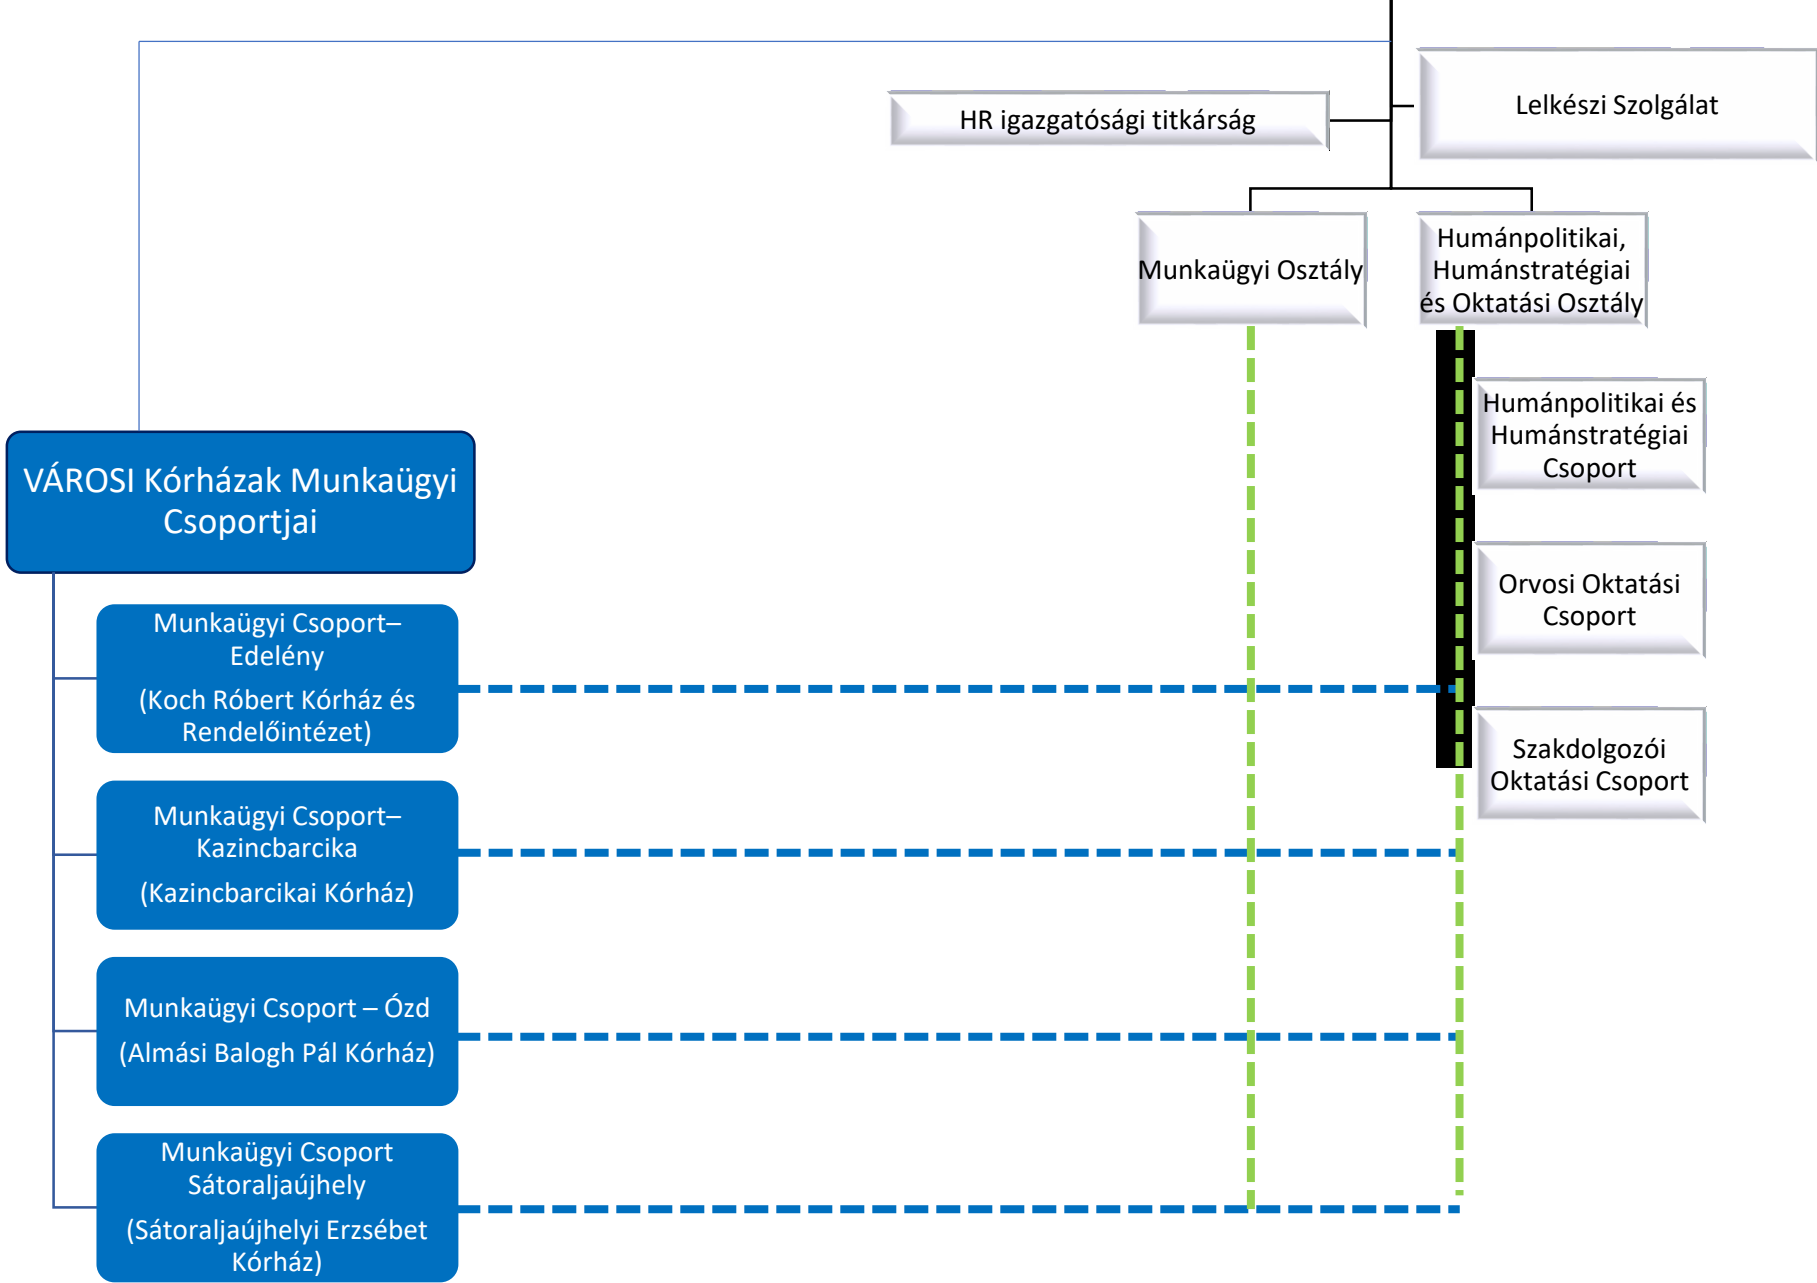 Lelkészi Szolgálat
HR igazgatósági titkárság
Munkaügyi Osztály
Humánpolitikai,
Humánstratégiai
és Oktatási Osztály
Humánpolitikai és
Humánstratégiai
Csoport
Orvosi Oktatási
Csoport
Szakdolgozói
Oktatási Csoport
VÁROSI Kórházak Munkaügyi
Csoportjai
Munkaügyi Csoport–
Edelény
(Koch Róbert Kórház és
Rendelőintézet)
Munkaügyi Csoport–
Kazincbarcika
(Kazincbarcikai Kórház)
Munkaügyi Csoport – Ózd
(Almási Balogh Pál Kórház)
Munkaügyi Csoport
Sátoraljaújhely
(Sátoraljaújhelyi Erzsébet
Kórház)